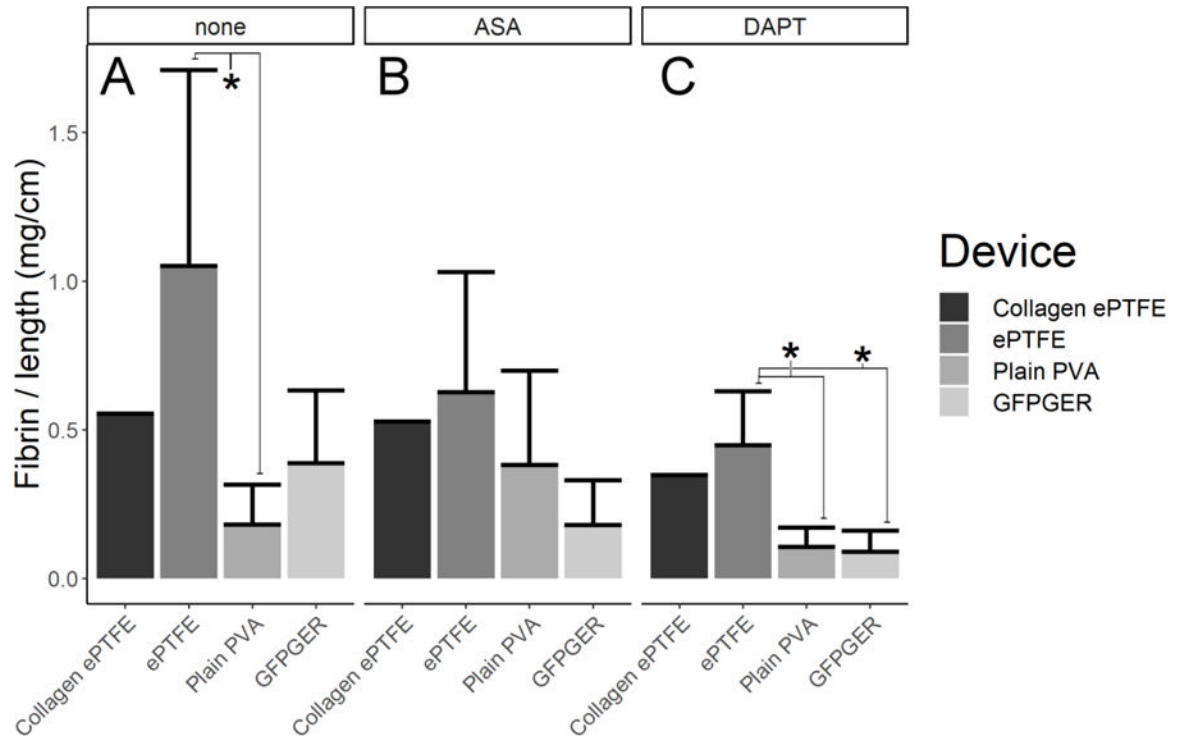 none
ASA
DAPT
A
B
C
*
*
*
Fibrin / length (mg/cm)
1.5
1.0
0.5
0.0
Collagen ePTFE
ePTFE
Plain PVA
GFPGER
Collagen ePTFE
ePTFE
Plain PVA
GFPGER
Collagen ePTFE
ePTFE
Plain PVA
GFPGER
Device
Collagen ePTFE
ePTFE
Plain PVA
GFPGER